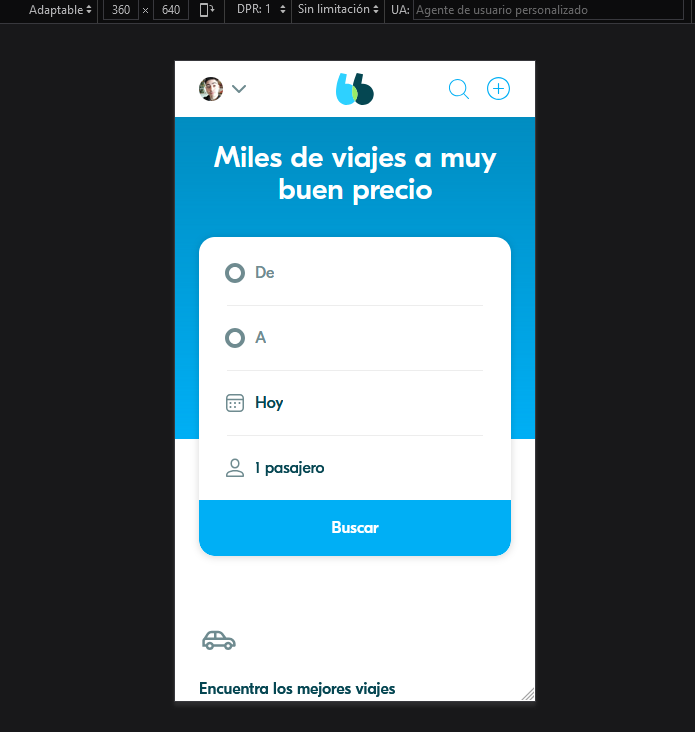 Adaptable 360 × 640 DPR: 1 Sin limitación UA: Agente de usuario personalizado
Miles de viajes a muy
buen precio
De
A
Hoy
1 pasajero
Buscar
Encuentra los mejores viajes